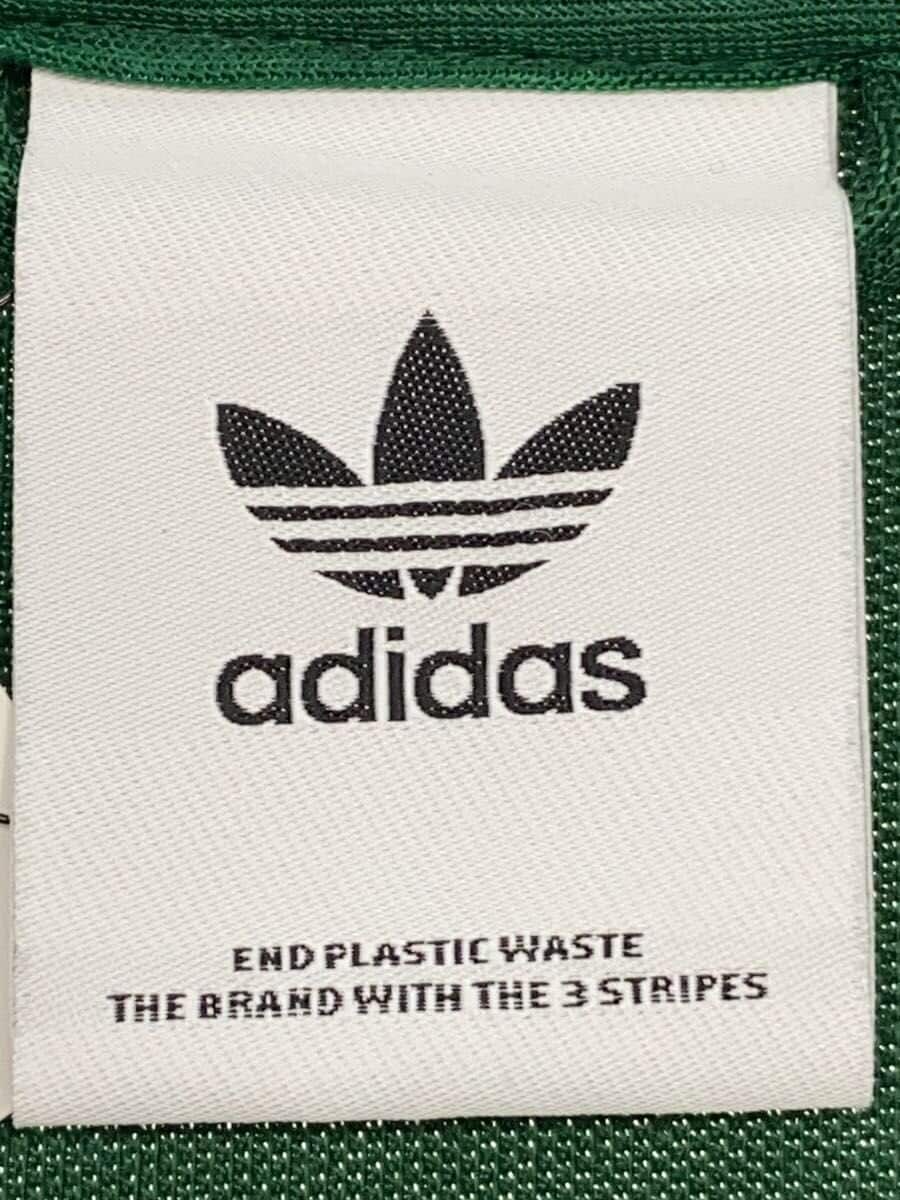 adidas
END PLASTIC WASTE
THE BRAND WITH THE 3 STRIPES